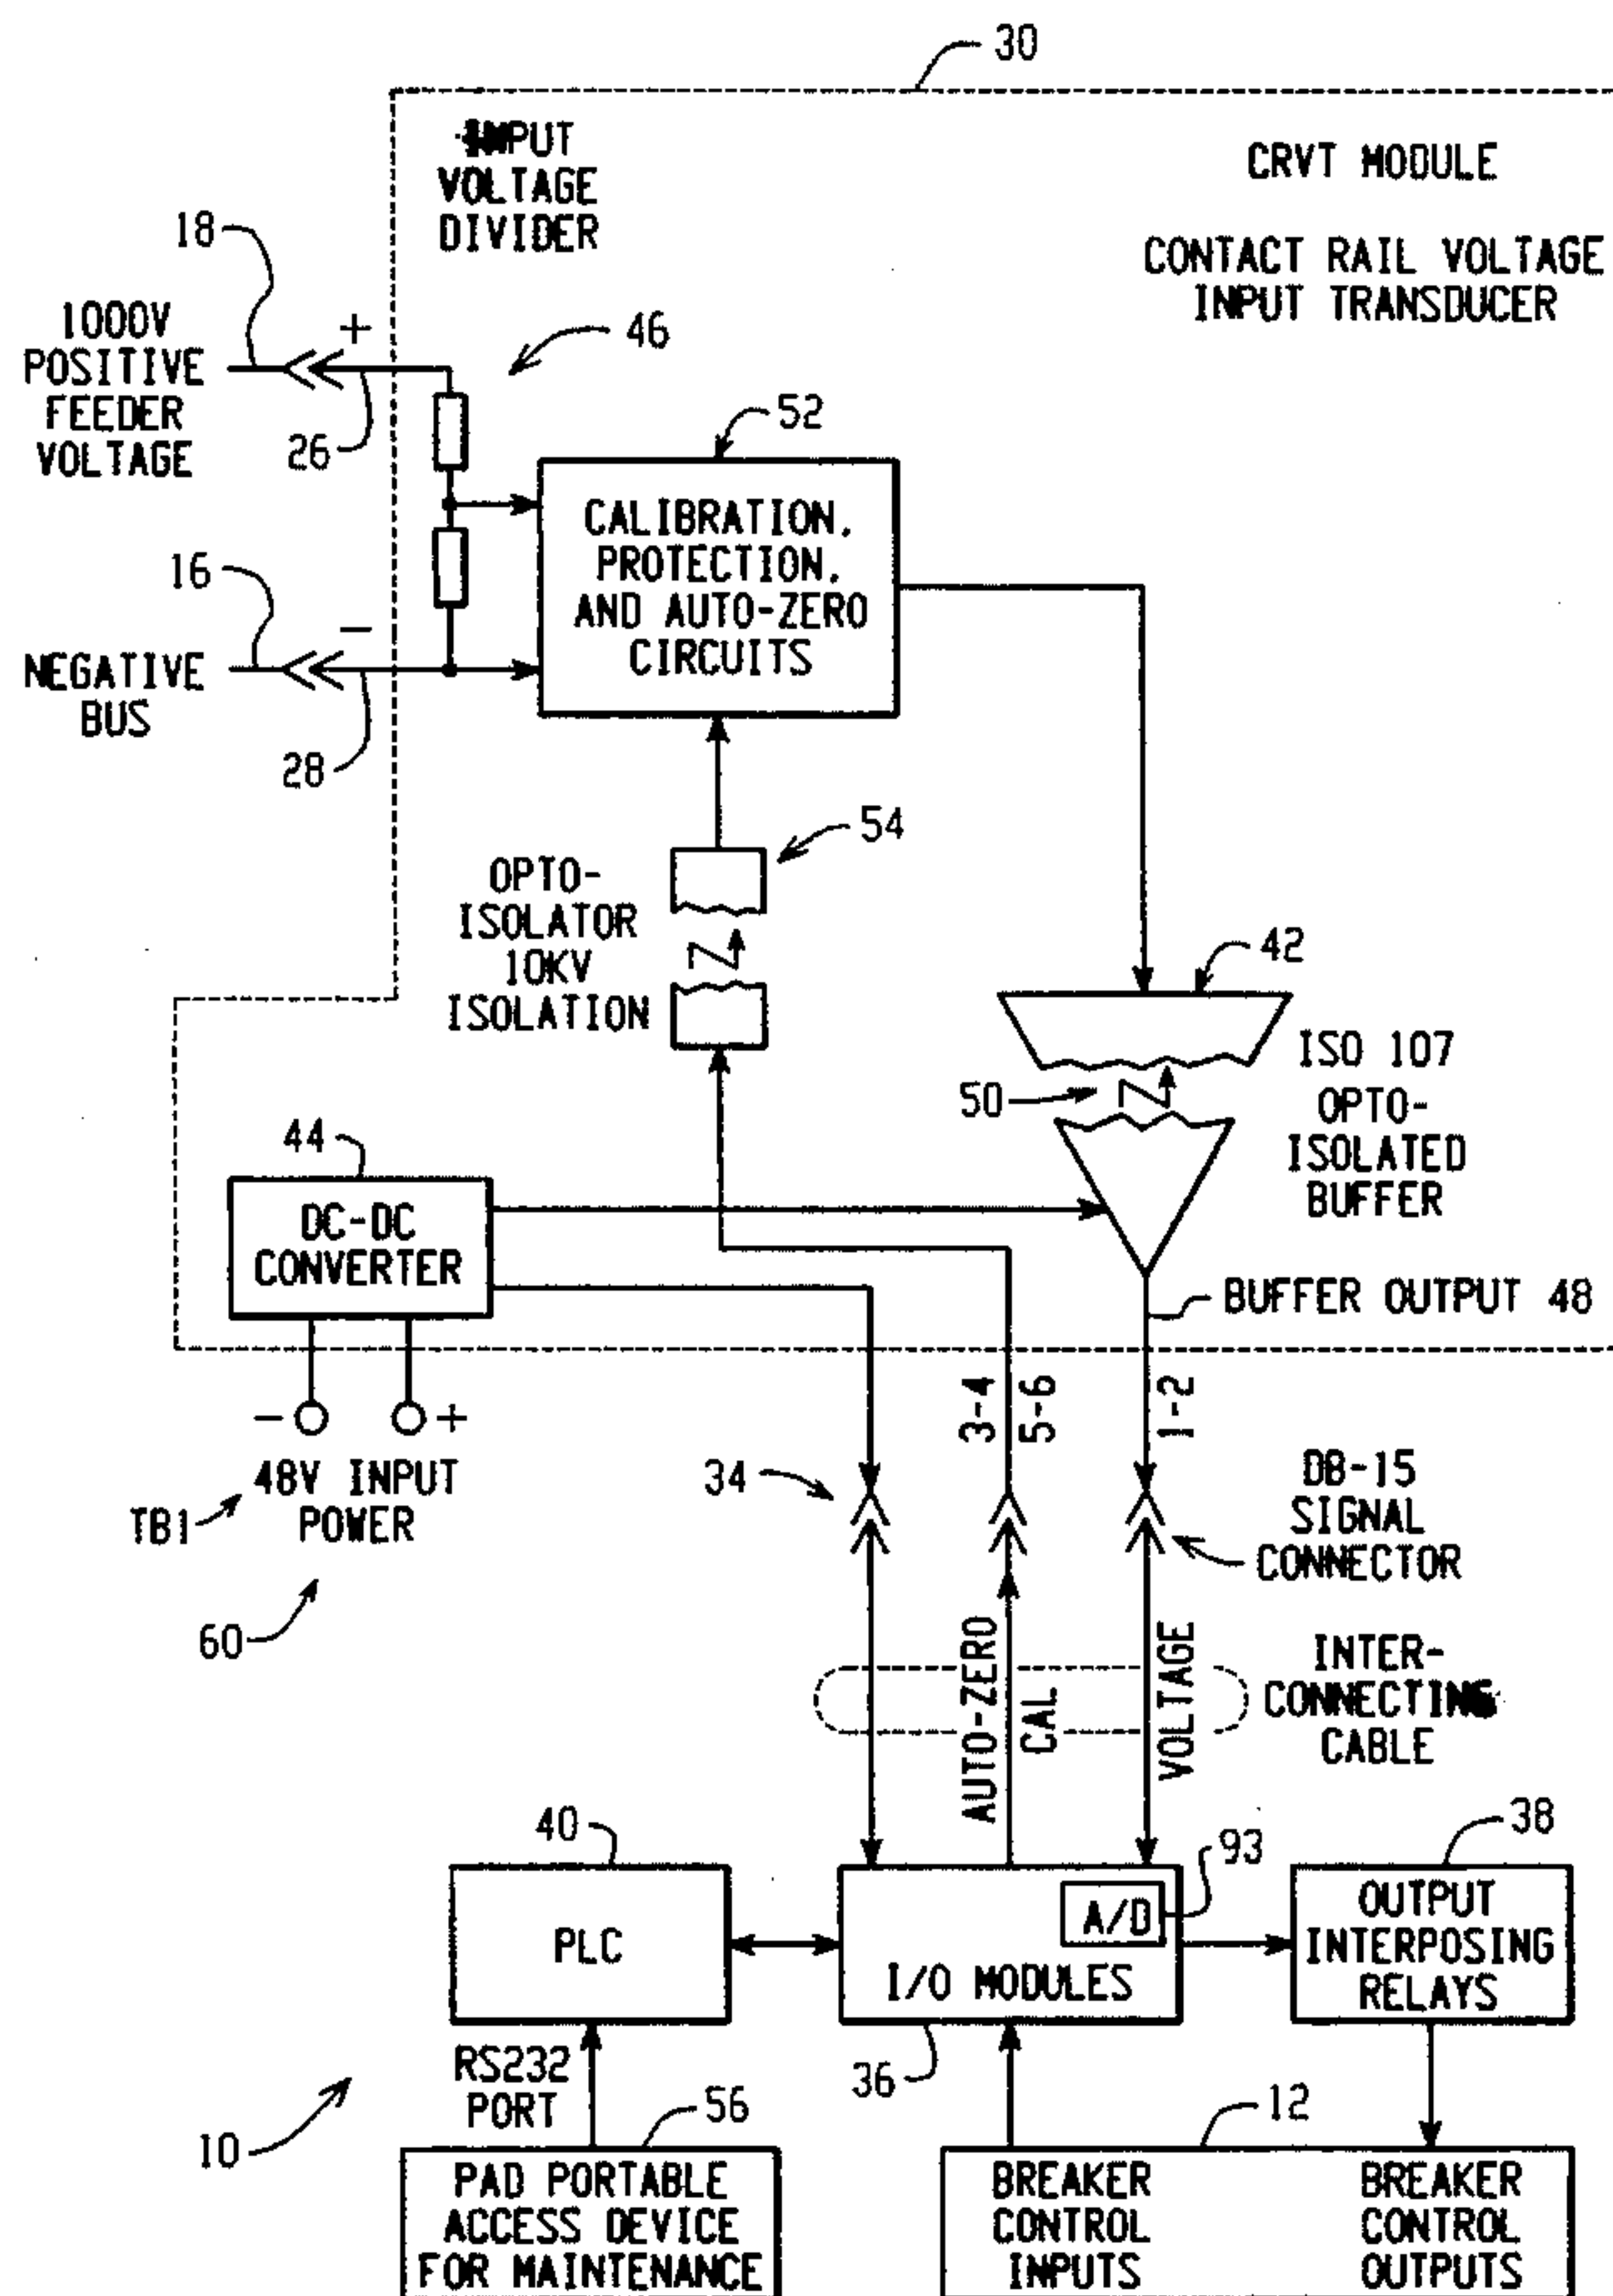 30
INPUT
VOLTAGE
DIVIDER
CRVT MODULE
CONTACT RAIL VOLTAGE
INPUT TRANSDUCER
18
1000V
POSITIVE
FEEDER
VOLTAGE
+
26
46
52
CALIBRATION,
PROTECTION,
AND AUTO-ZERO
CIRCUITS
16
−
NEGATIVE
BUS
28
54
OPTO-
ISOLATOR
10KV
ISOLATION
42
ISO 107
OPTO-
ISOLATED
BUFFER
50
44
DC-DC
CONVERTER
BUFFER OUTPUT 48
− +
48V INPUT
POWER
TB1
60
34
3-4
5-6
1-2
DB-15
SIGNAL
CONNECTOR
AUTO-ZERO
CAL
VOLTAGE
INTER-
CONNECTING
CABLE
40
PLC
93
A/D
I/O MODULES
36
38
OUTPUT
INTERPOSING
RELAYS
RS232
PORT
10
56
PAD PORTABLE
ACCESS DEVICE
FOR MAINTENANCE
12
BREAKER
CONTROL
INPUTS
BREAKER
CONTROL
OUTPUTS